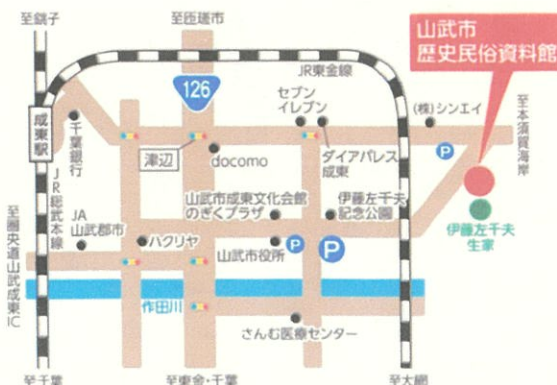 至銚子
至匝瑳市
山武市
歴史民俗資料館
JR東金線
126
セブン
イレブン
(株)シンエイ
至本須賀海岸
成東駅
千葉銀行
津辺
docomo
ダイアパレス
成東
P
JR総武本線
山武市成東文化会館
のぎくプラザ
伊藤左千夫
記念公園
伊藤左千夫
生家
至圏央道山武成東IC
JA
山武郡市
ハクリヤ
山武市役所
P
P
作田川
さんむ医療センター
至千葉
至東金・千葉
至大網